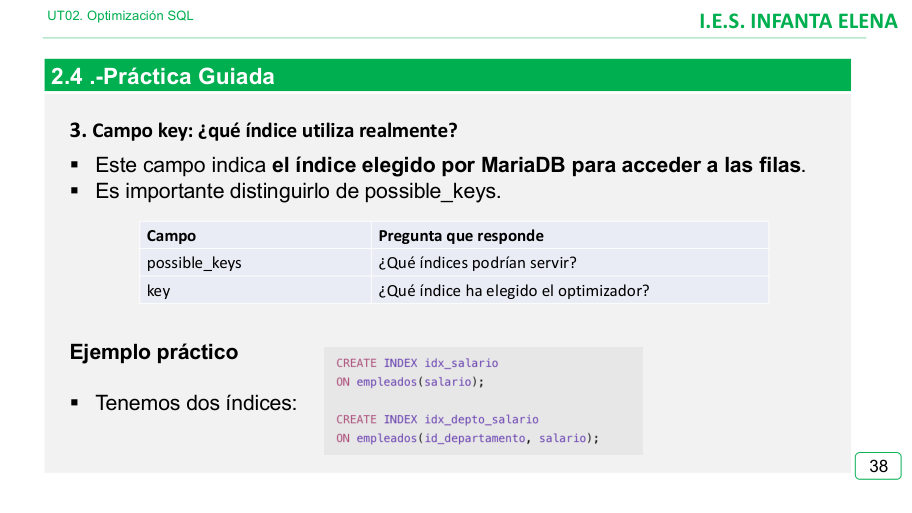 UT02. Optimización SQL
I.E.S. INFANTA ELENA
2.4 .-Práctica Guiada
3. Campo key: ¿qué índice utiliza realmente?
▪ Este campo indica el índice elegido por MariaDB para acceder a las filas.
▪ Es importante distinguirlo de possible_keys.
Campo Pregunta que responde
possible_keys ¿Qué índices podrían servir?
key ¿Qué índice ha elegido el optimizador?
Ejemplo práctico
▪ Tenemos dos índices:
CREATE INDEX idx_salario
ON empleados(salario);
CREATE INDEX idx_depto_salario
ON empleados(id_departamento, salario);
38